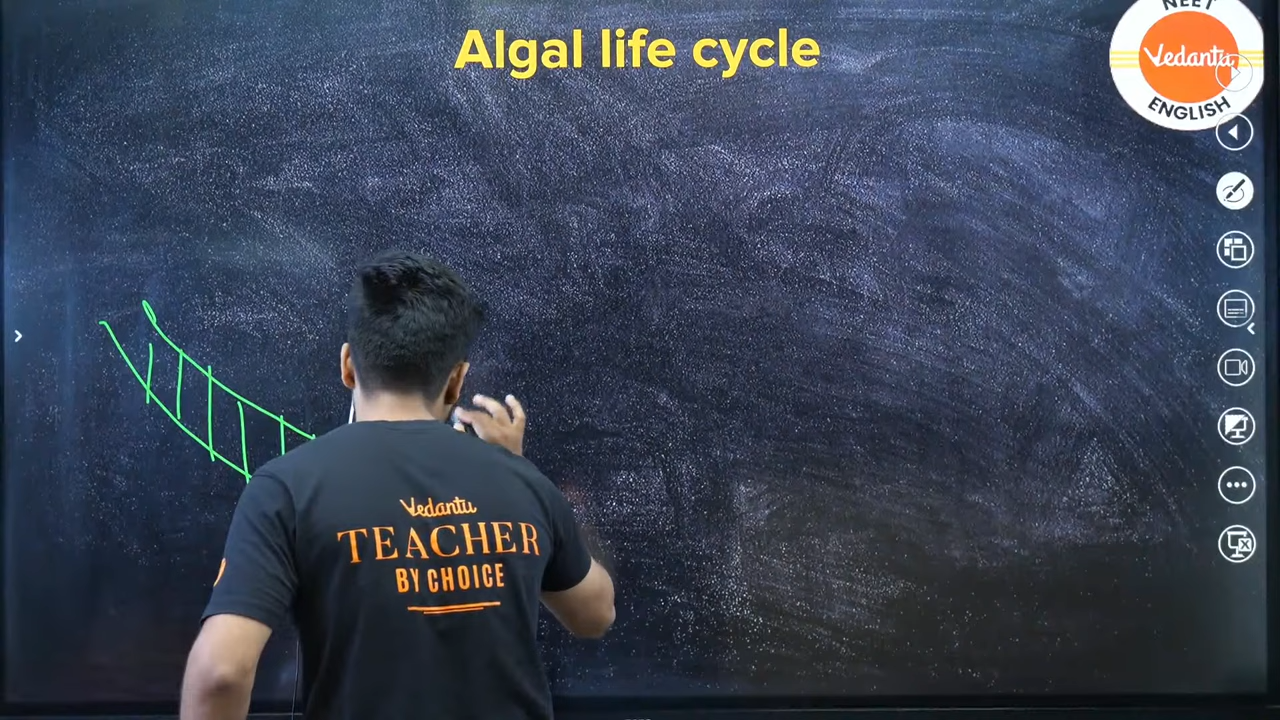 Algal life cycle
NEET
Vedantu
ENGLISH
Vedantu
TEACHER
BY CHOICE